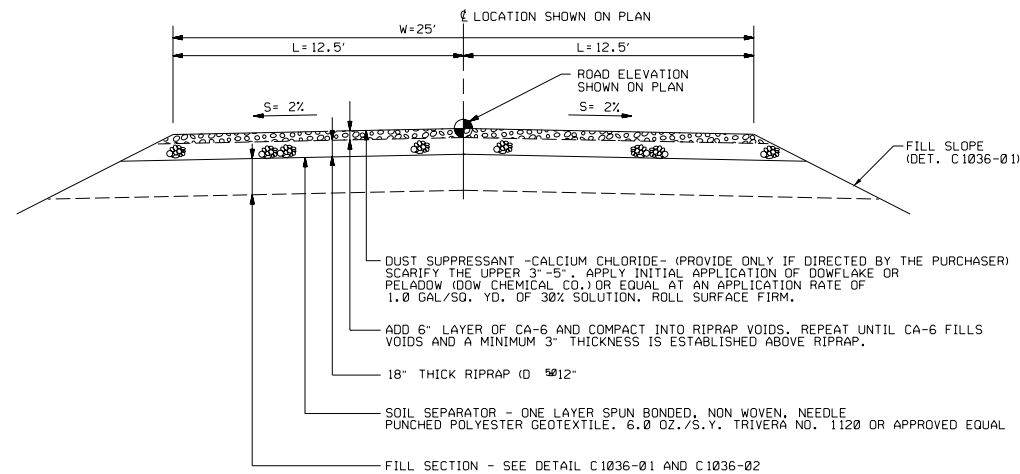 ℄ LOCATION SHOWN ON PLAN
W=25'
L=12.5'
L=12.5'
ROAD ELEVATION
SHOWN ON PLAN
S= 2%
S= 2%
FILL SLOPE
(DET. C1036-01)
DUST SUPPRESSANT -CALCIUM CHLORIDE- (PROVIDE ONLY IF DIRECTED BY THE PURCHASER)
SCARIFY THE UPPER 3"-5". APPLY INITIAL APPLICATION OF DOWFLAKE OR
PELADOW (DOW CHEMICAL CO.) OR EQUAL AT AN APPLICATION RATE OF
1.0 GAL/SQ. YD. OF 30% SOLUTION. ROLL SURFACE FIRM.
ADD 6" LAYER OF CA-6 AND COMPACT INTO RIPRAP VOIDS. REPEAT UNTIL CA-6 FILLS
VOIDS AND A MINIMUM 3" THICKNESS IS ESTABLISHED ABOVE RIPRAP.
18" THICK RIPRAP (D 12"
SOIL SEPARATOR - ONE LAYER SPUN BONDED, NON WOVEN, NEEDLE
PUNCHED POLYESTER GEOTEXTILE. 6.0 OZ./S.Y. TRIVERA NO. 1120 OR APPROVED EQUAL
FILL SECTION - SEE DETAIL C1036-01 AND C1036-02